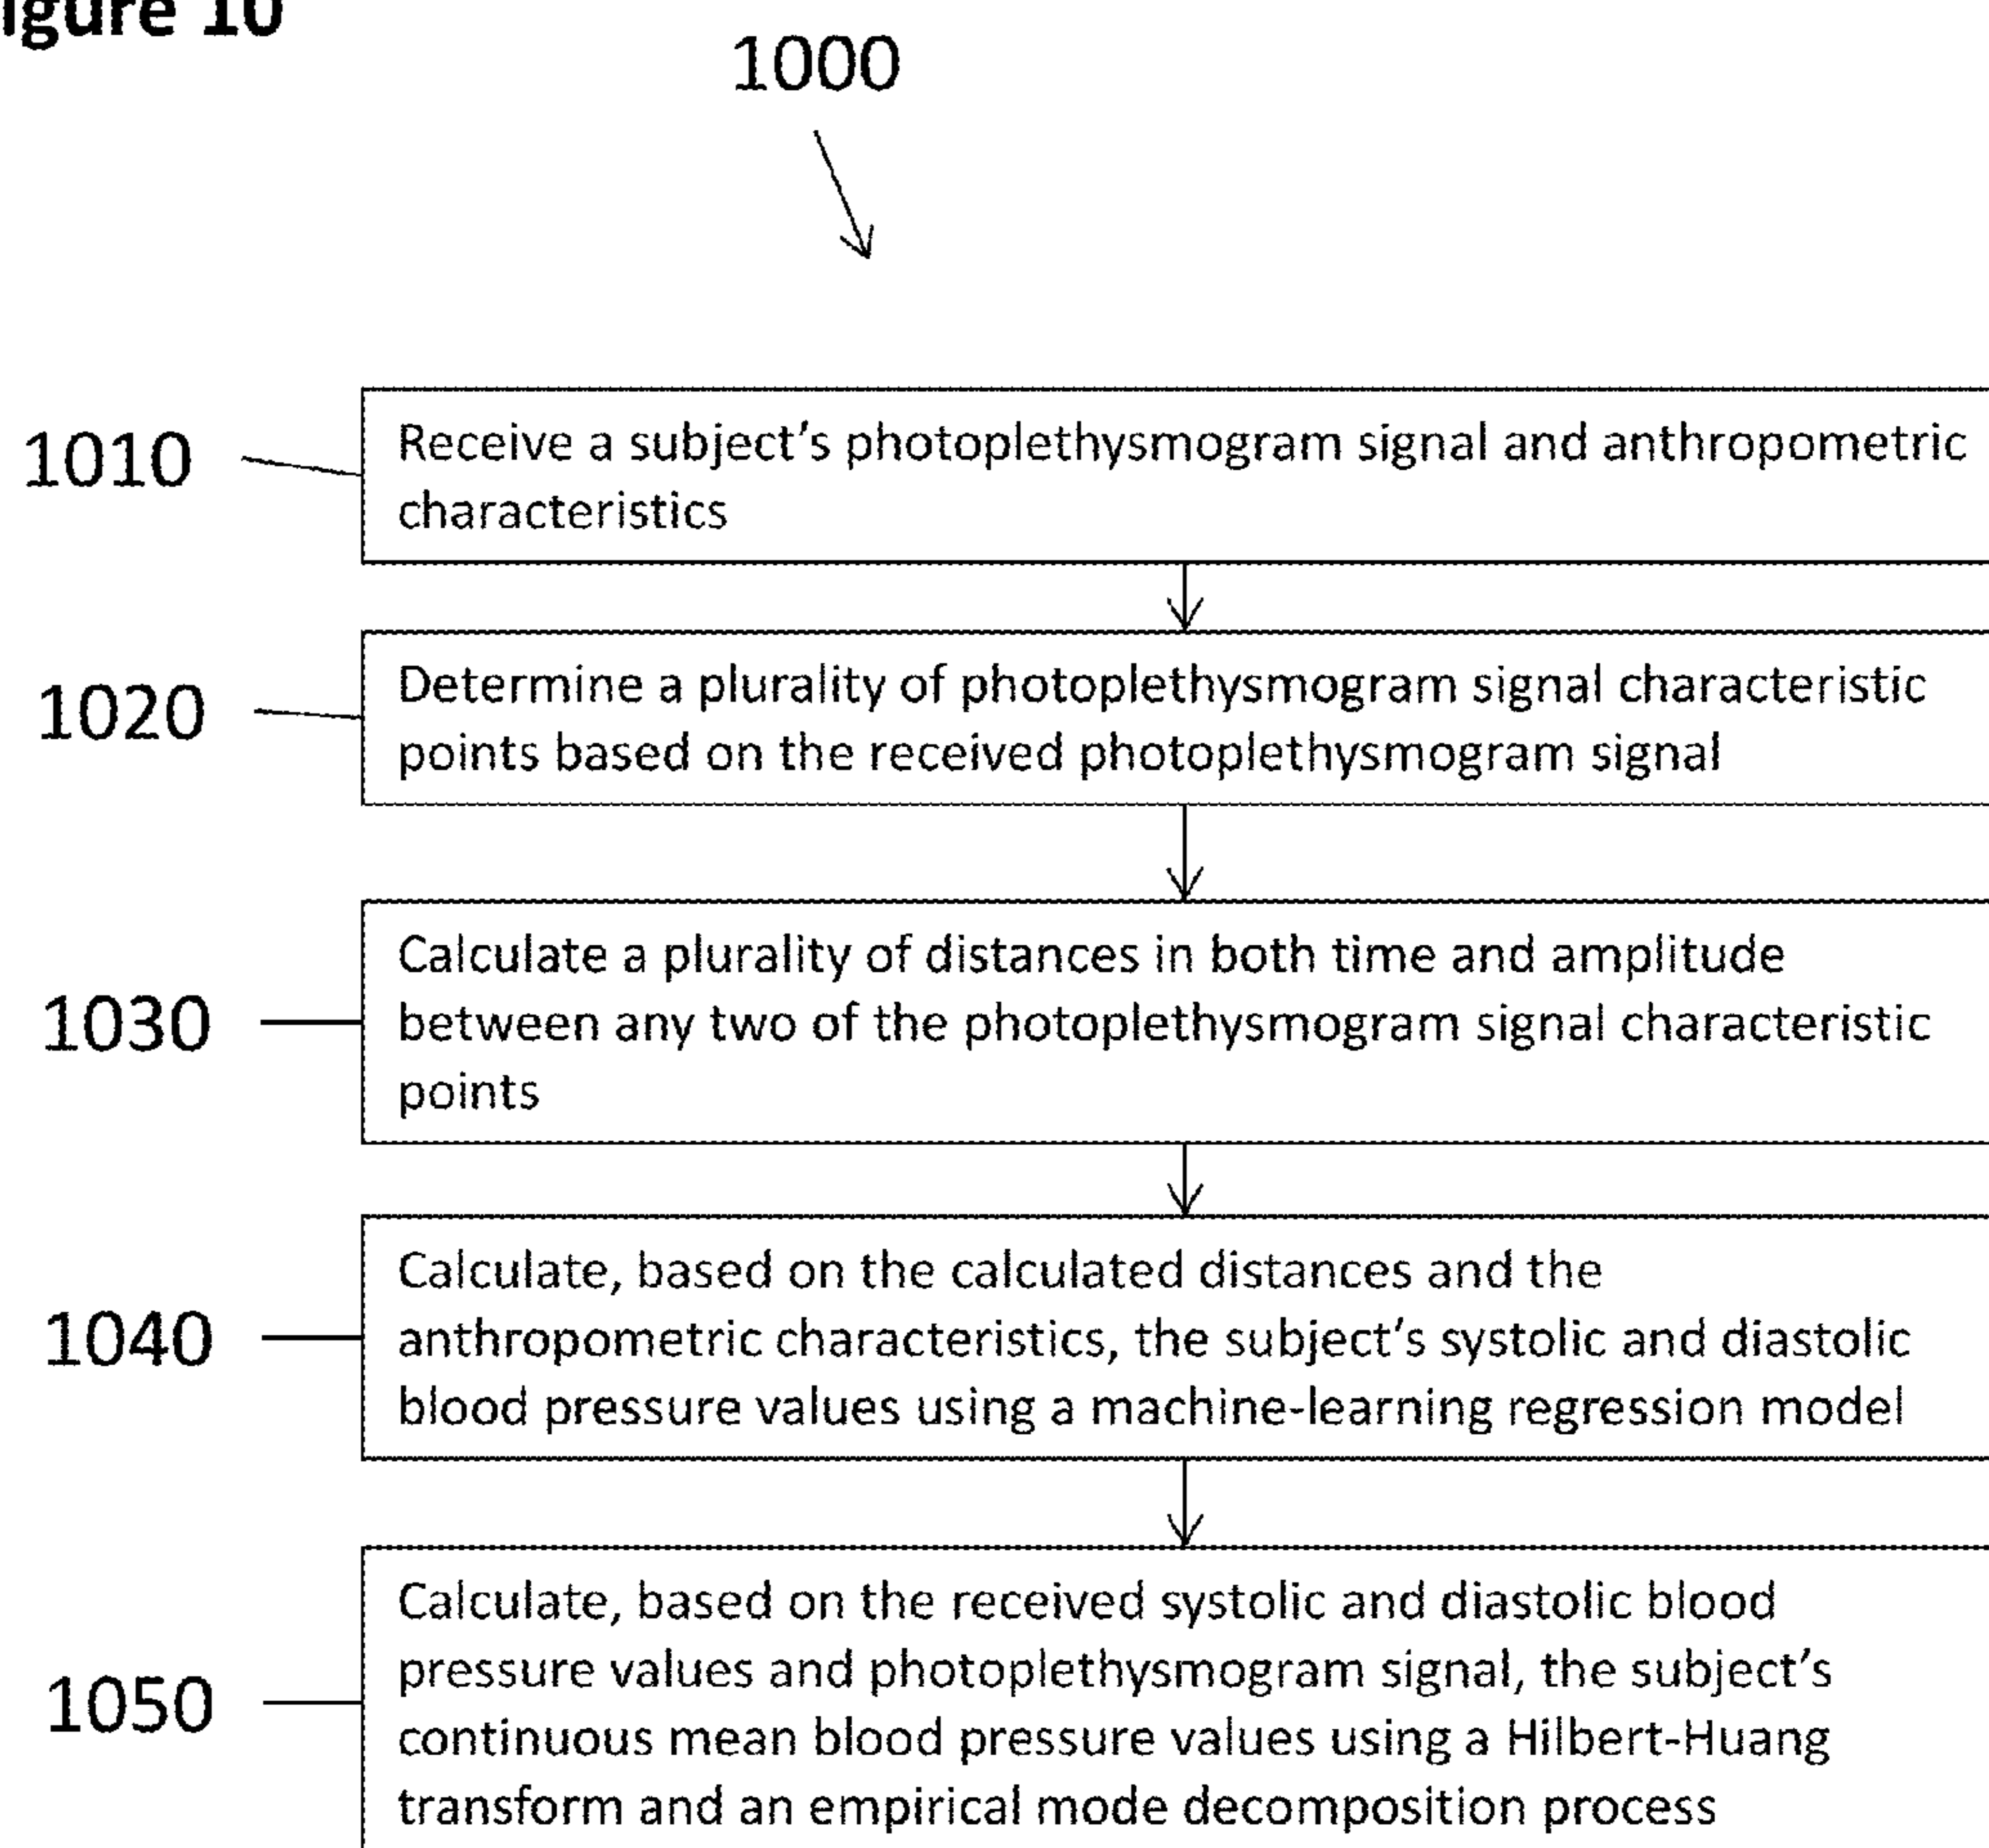 igure 10
1000
1010
Receive a subject's photoplethysmogram signal and anthropometric
characteristics
1020
Determine a plurality of photoplethysmogram signal characteristic
points based on the received photoplethysmogram signal
1030
Calculate a plurality of distances in both time and amplitude
between any two of the photoplethysmogram signal characteristic
points
1040
Calculate, based on the calculated distances and the
anthropometric characteristics, the subject's systolic and diastolic
blood pressure values using a machine-learning regression model
1050
Calculate, based on the received systolic and diastolic blood
pressure values and photoplethysmogram signal, the subject's
continuous mean blood pressure values using a Hilbert-Huang
transform and an empirical mode decomposition process